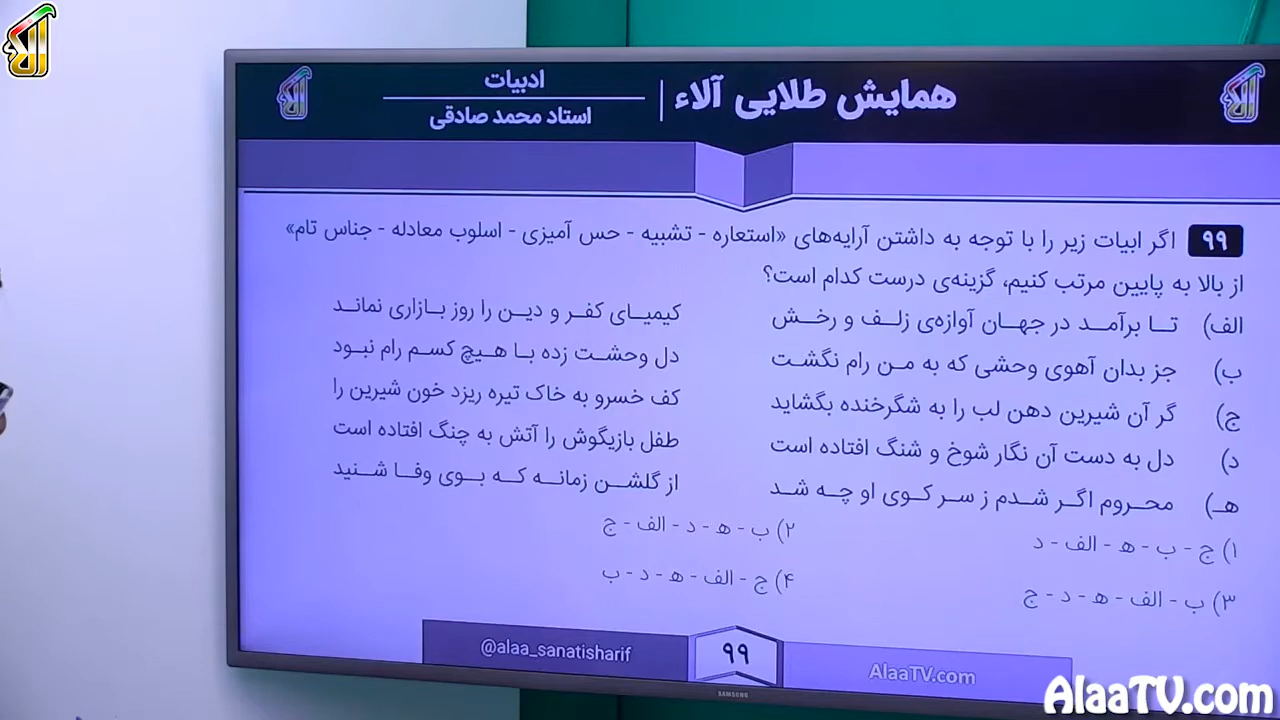 همایش طلایی آلاء
ادبیات
استاد محمد صادقی
۹۹ اگر ابیات زیر را با توجه به داشتن آرایه‌های «استعاره - تشبیه - حس آمیزی - اسلوب معادله - جناس تام»
از بالا به پایین مرتب کنیم، گزینه‌ی درست کدام است؟
الف) تا برآمد در جهان آوازه‌ی زلف و رخش کیمیای کفر و دین را روز بازاری نماند
ب) جز بدان آهوی وحشی که به من رام نگشت دل وحشت زده با هیچ کسم رام نبود
ج) گر آن شیرین دهن لب را به شگرخنده بگشاید کف خسرو به خاک تیره ریزد خون شیرین را
د) دل به دست آن نگار شوخ و شنگ افتاده است طفل بازیگوش را آتش به چنگ افتاده است
هـ) محروم اگر شدم ز سر کوی او چه شد از گلشن زمانه که بوی وفا شنید
۱) ج - ب - ه - الف - د ۲) ب - ه - د - الف - ج
۳) ب - الف - ه - د - ج ۴) ج - الف - ه - د - ب
@alaa_sanatisharif
۹۹
AlaaTV.com
SAMSUNG
AlaaTV.com